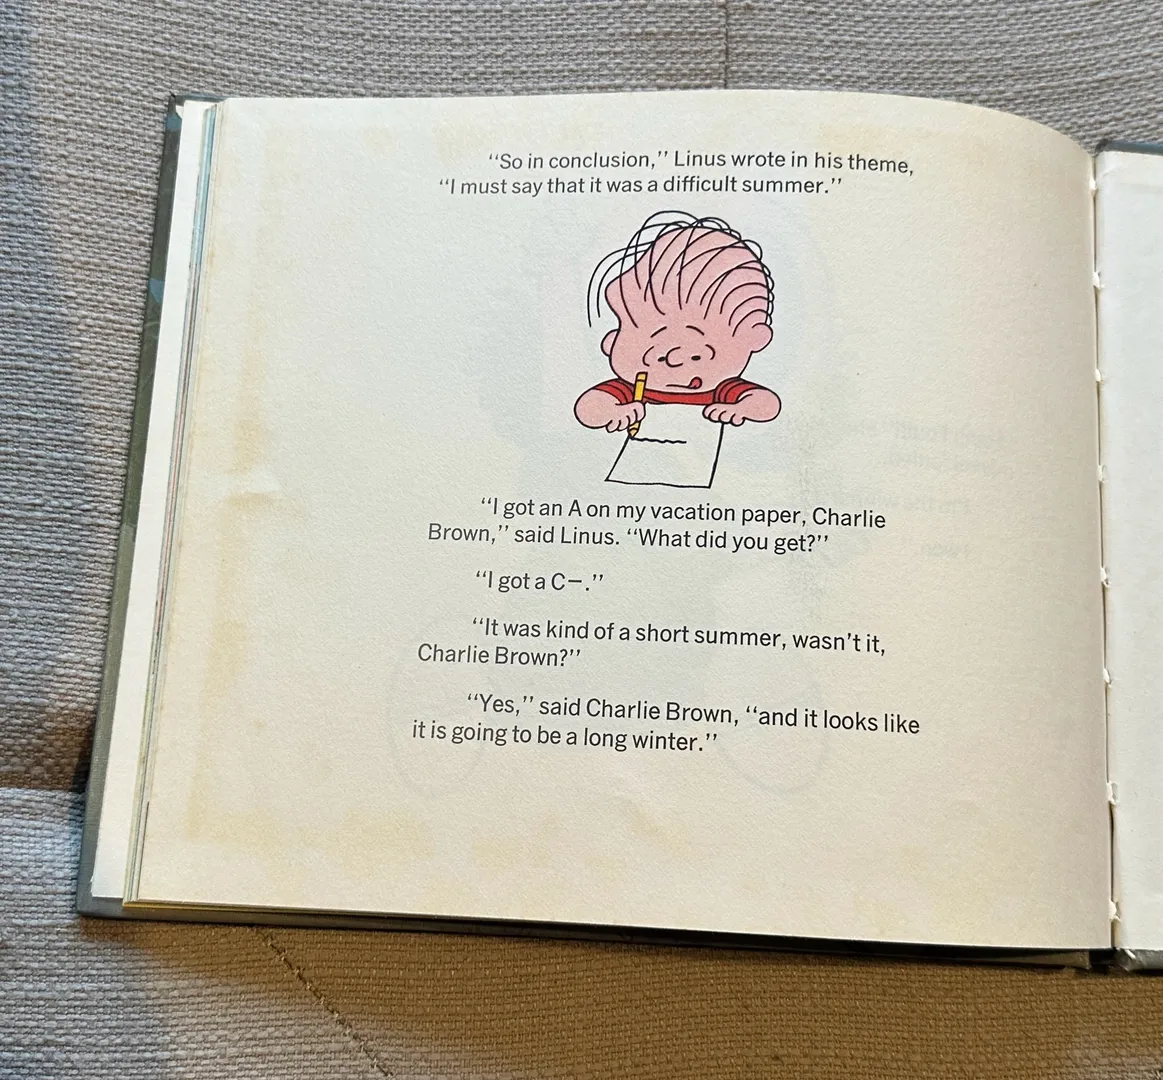 “So in conclusion,” Linus wrote in his theme,
“I must say that it was a difficult summer.”
“I got an A on my vacation paper, Charlie
Brown,” said Linus. “What did you get?”
“I got a C–.”
“It was kind of a short summer, wasn’t it,
Charlie Brown?”
“Yes,” said Charlie Brown, “and it looks like
it is going to be a long winter.”